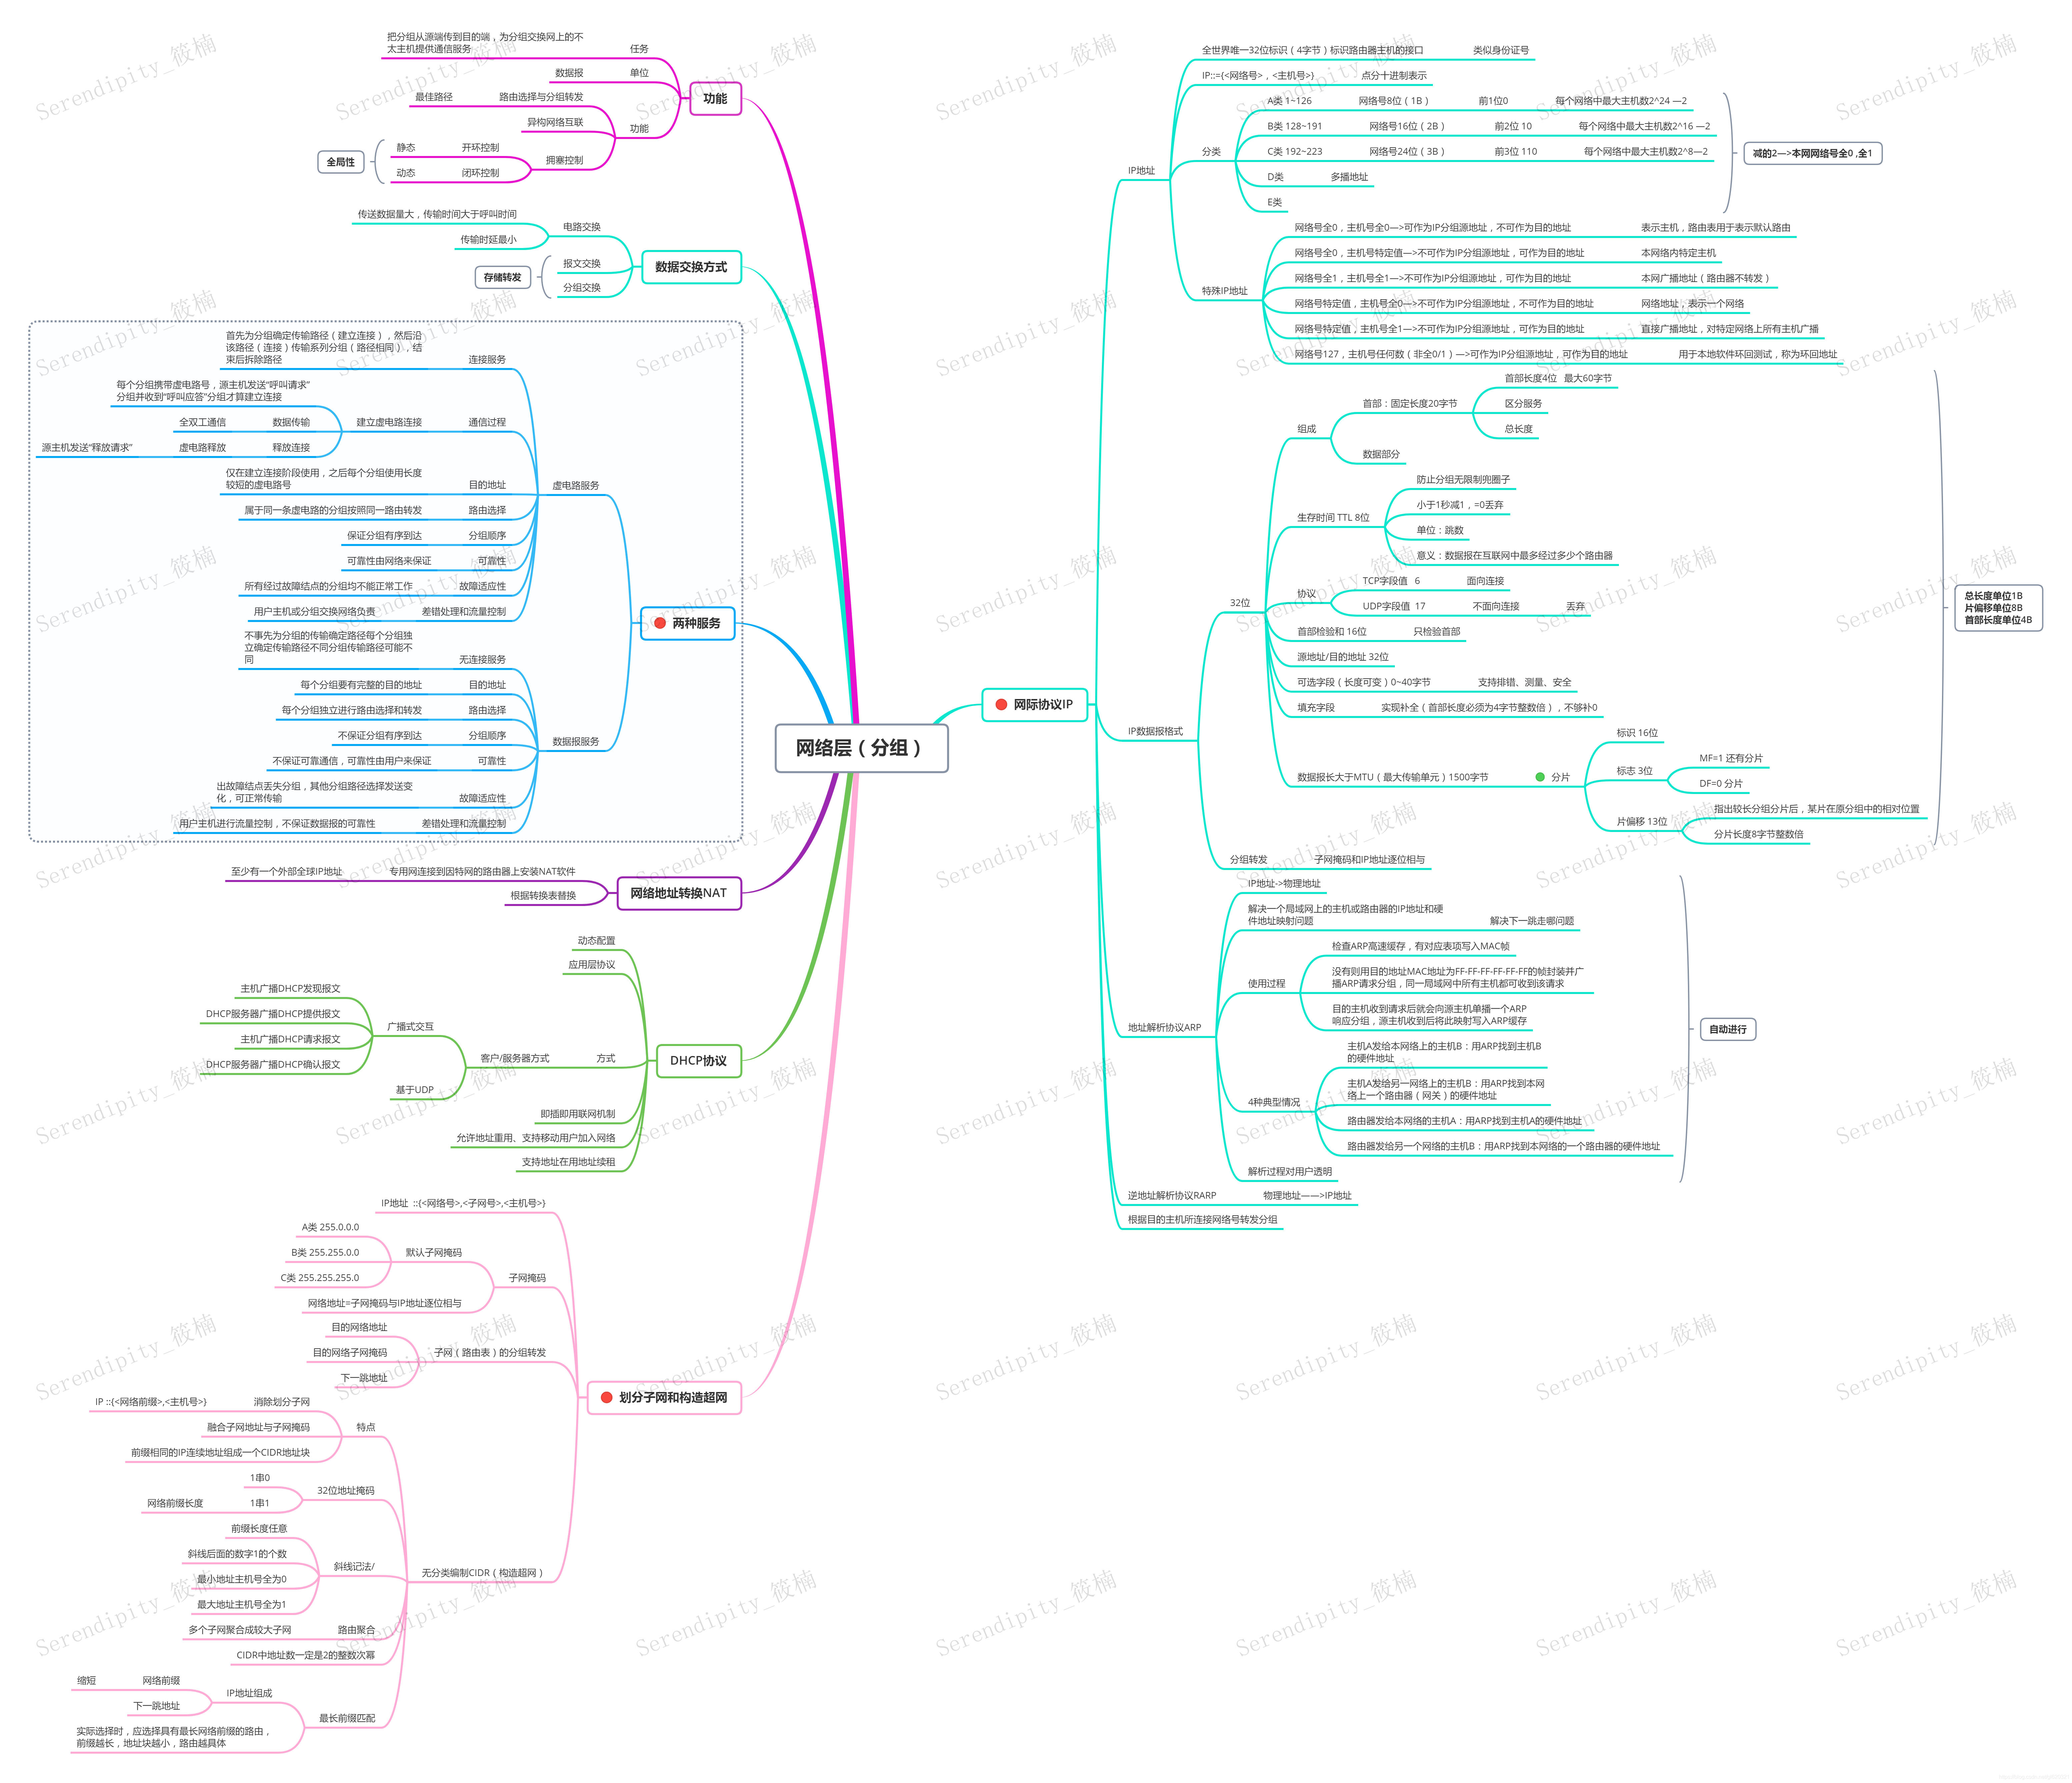 网络层（分组）
功能
任务
把分组从源端传到目的端，为分组交换网上的不
太主机提供通信服务
单位
数据报
功能
路由选择与分组转发
最佳路径
异构网络互联
拥塞控制
开环控制
静态
闭环控制
动态
全局性
数据交换方式
电路交换
传送数据量大，传输时间大于呼叫时间
传输时延最小
报文交换
分组交换
存储转发
两种服务
虚电路服务
连接服务
首先为分组确定传输路径（建立连接），然后沿
该路径（连接）传输系列分组（路径相同），结
束后拆除路径
通信过程
建立虚电路连接
每个分组携带虚电路号，源主机发送“呼叫请求”
分组并收到“呼叫应答”分组才算建立连接
数据传输
全双工通信
释放连接
虚电路释放
源主机发送“释放请求”
目的地址
仅在建立连接阶段使用，之后每个分组使用长度
较短的虚电路号
路由选择
属于同一条虚电路的分组按照同一路由转发
分组顺序
保证分组有序到达
可靠性
可靠性由网络来保证
故障适应性
所有经过故障结点的分组均不能正常工作
差错处理和流量控制
用户主机或分组交换网络负责
数据报服务
无连接服务
不事先为分组的传输确定路径每个分组独
立确定传输路径不同分组传输路径可能不
同
目的地址
每个分组要有完整的目的地址
路由选择
每个分组独立进行路由选择和转发
分组顺序
不保证分组有序到达
可靠性
不保证可靠通信，可靠性由用户来保证
故障适应性
出故障结点丢失分组，其他分组路径选择发送变
化，可正常传输
差错处理和流量控制
用户主机进行流量控制，不保证数据报的可靠性
网络地址转换NAT
专用网连接到因特网的路由器上安装NAT软件
至少有一个外部全球IP地址
根据转换表替换
DHCP协议
动态配置
应用层协议
方式
客户/服务器方式
广播式交互
主机广播DHCP发现报文
DHCP服务器广播DHCP提供报文
主机广播DHCP请求报文
DHCP服务器广播DHCP确认报文
基于UDP
即插即用联网机制
允许地址重用、支持移动用户加入网络
支持地址在用地址续租
划分子网和构造超网
IP地址 ::{<网络号>,<子网号>,<主机号>}
子网掩码
默认子网掩码
A类 255.0.0.0
B类 255.255.0.0
C类 255.255.255.0
网络地址=子网掩码与IP地址逐位相与
子网（路由表）的分组转发
目的网络地址
目的网络子网掩码
下一跳地址
无分类编制CIDR（构造超网）
特点
消除划分子网
IP ::{<网络前缀>,<主机号>}
融合子网地址与子网掩码
前缀相同的IP连续地址组成一个CIDR地址块
32位地址掩码
1串0
1串1
网络前缀长度
斜线记法/
前缀长度任意
斜线后面的数字1的个数
最小地址主机号全为0
最大地址主机号全为1
路由聚合
多个子网聚合成较大子网
CIDR中地址数一定是2的整数次幂
最长前缀匹配
IP地址组成
网络前缀
缩短
下一跳地址
实际选择时，应选择具有最长网络前缀的路由，
前缀越长，地址块越小，路由越具体
网际协议IP
IP地址
全世界唯一32位标识（4字节）标识路由器主机的接口
类似身份证号
IP::={<网络号>，<主机号>}
点分十进制表示
分类
A类 1~126
网络号8位（1B）
前1位0
每个网络中最大主机数2^24 —2
B类 128~191
网络号16位（2B）
前2位 10
每个网络中最大主机数2^16 —2
C类 192~223
网络号24位（3B）
前3位 110
每个网络中最大主机数2^8—2
D类
多播地址
E类
减的2—>本网网络号全0 ,全1
特殊IP地址
网络号全0，主机号全0—>可作为IP分组源地址，不可作为目的地址
表示主机，路由表用于表示默认路由
网络号全0，主机号特定值—>不可作为IP分组源地址，可作为目的地址
本网络内特定主机
网络号全1，主机号全1—>不可作为IP分组源地址，可作为目的地址
本网广播地址（路由器不转发）
网络号特定值，主机号全0—>不可作为IP分组源地址，不可作为目的地址
网络地址，表示一个网络
网络号特定值，主机号全1—>不可作为IP分组源地址，可作为目的地址
直接广播地址，对特定网络上所有主机广播
网络号127，主机号任何数（非全0/1）—>可作为IP分组源地址，可作为目的地址
用于本地软件环回测试，称为环回地址
IP数据报格式
32位
组成
首部：固定长度20字节
首部长度4位 最大60字节
区分服务
总长度
数据部分
生存时间 TTL 8位
防止分组无限制兜圈子
小于1秒减1，=0丢弃
单位：跳数
意义：数据报在互联网中最多经过多少个路由器
协议
TCP字段值 6
面向连接
UDP字段值 17
不面向连接
丢弃
首部检验和 16位
只检验首部
源地址/目的地址 32位
可选字段（长度可变）0~40字节
支持排错、测量、安全
填充字段
实现补全（首部长度必须为4字节整数倍），不够补0
数据报长大于MTU（最大传输单元）1500字节
分片
标识 16位
标志 3位
MF=1 还有分片
DF=0 分片
片偏移 13位
指出较长分组分片后，某片在原分组中的相对位置
分片长度8字节整数倍
总长度单位1B
片偏移单位8B
首部长度单位4B
分组转发
子网掩码和IP地址逐位相与
地址解析协议ARP
IP地址->物理地址
解决一个局域网上的主机或路由器的IP地址和硬
件地址映射问题
解决下一跳走哪问题
使用过程
检查ARP高速缓存，有对应表项写入MAC帧
没有则用目的地址MAC地址为FF-FF-FF-FF-FF-FF的帧封装并广
播ARP请求分组，同一局域网中所有主机都可收到该请求
目的主机收到请求后就会向源主机单播一个ARP
响应分组，源主机收到后将此映射写入ARP缓存
4种典型情况
主机A发给本网络上的主机B：用ARP找到主机B
的硬件地址
主机A发给另一网络上的主机B：用ARP找到本网
络上一个路由器（网关）的硬件地址
路由器发给本网络的主机A：用ARP找到主机A的硬件地址
路由器发给另一个网络的主机B：用ARP找到本网络的一个路由器的硬件地址
解析过程对用户透明
自动进行
逆地址解析协议RARP
物理地址——>IP地址
根据目的主机所连接网络号转发分组
Serendipity_筱楠